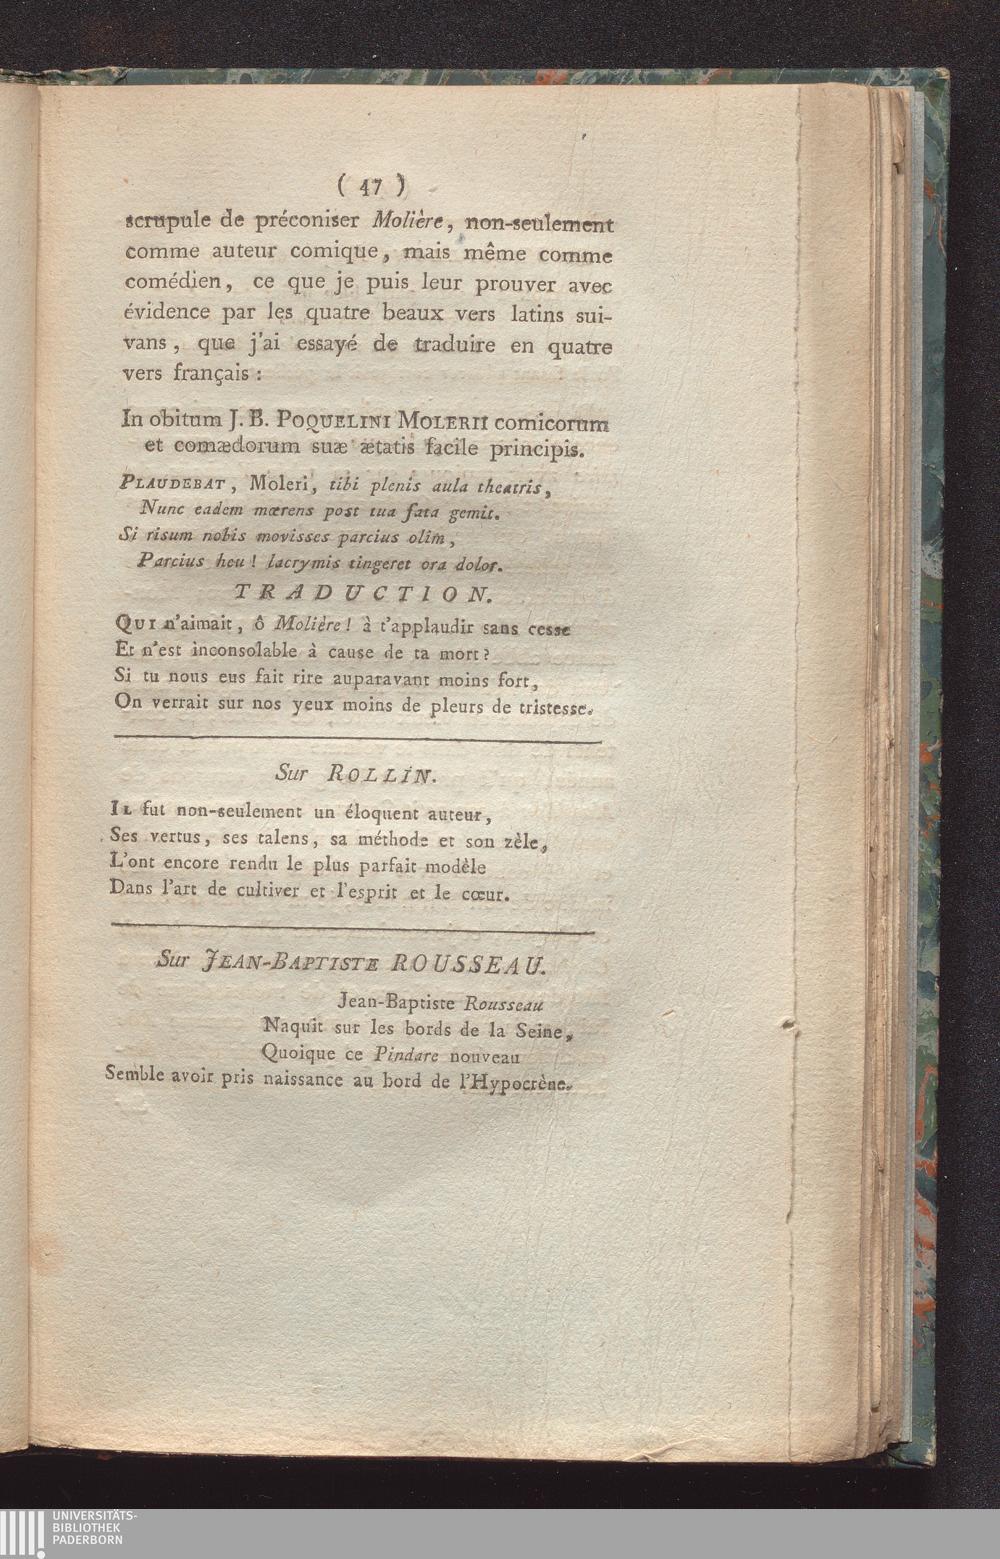 ( 47 )
scrupule de préconiser Molière, non-seulement
comme auteur comique, mais même comme
comédien, ce que je puis leur prouver avec
évidence par les quatre beaux vers latins sui-
vans, que j'ai essayé de traduire en quatre
vers français :
In obitum J. B. POQUELINI MOLERII comicorum
et comædorum suæ ætatis facile principis.
PLAUDEBAT, Moleri, tibi plenis aula theatris,
Nunc eadem mœrens post tua fata gemit.
Si risum nobis movisses parcius olim,
Parcius heu ! lacrymis tingeret ora dolor.
TRADUCTION.
QUI n'aimait, ô Molière ! à t'applaudir sans cesse
Et n'est inconsolable à cause de ta mort ?
Si tu nous eus fait rire auparavant moins fort,
On verrait sur nos yeux moins de pleurs de tristesse.
Sur ROLLIN.
IL fut non-seulement un éloquent auteur,
Ses vertus, ses talens, sa méthode et son zèle,
L'ont encore rendu le plus parfait modèle
Dans l'art de cultiver et l'esprit et le cœur.
Sur JEAN-BAPTISTE ROUSSEAU.
Jean-Baptiste Rousseau
Naquit sur les bords de la Seine,
Quoique ce Pindare nouveau
Semble avoir pris naissance au bord de l'Hypocrène.
UNIVERSITÄTS-
BIBLIOTHEK
PADERBORN